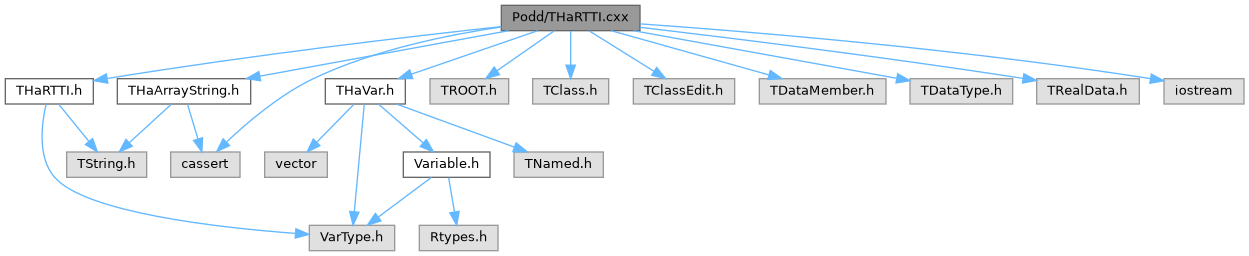 Podd/THaRTTI.cxx
THaRTTI.h
THaArrayString.h
THaVar.h
TROOT.h
TClass.h
TClassEdit.h
TDataMember.h
TDataType.h
TRealData.h
iostream
TString.h
cassert
vector
Variable.h
TNamed.h
VarType.h
Rtypes.h